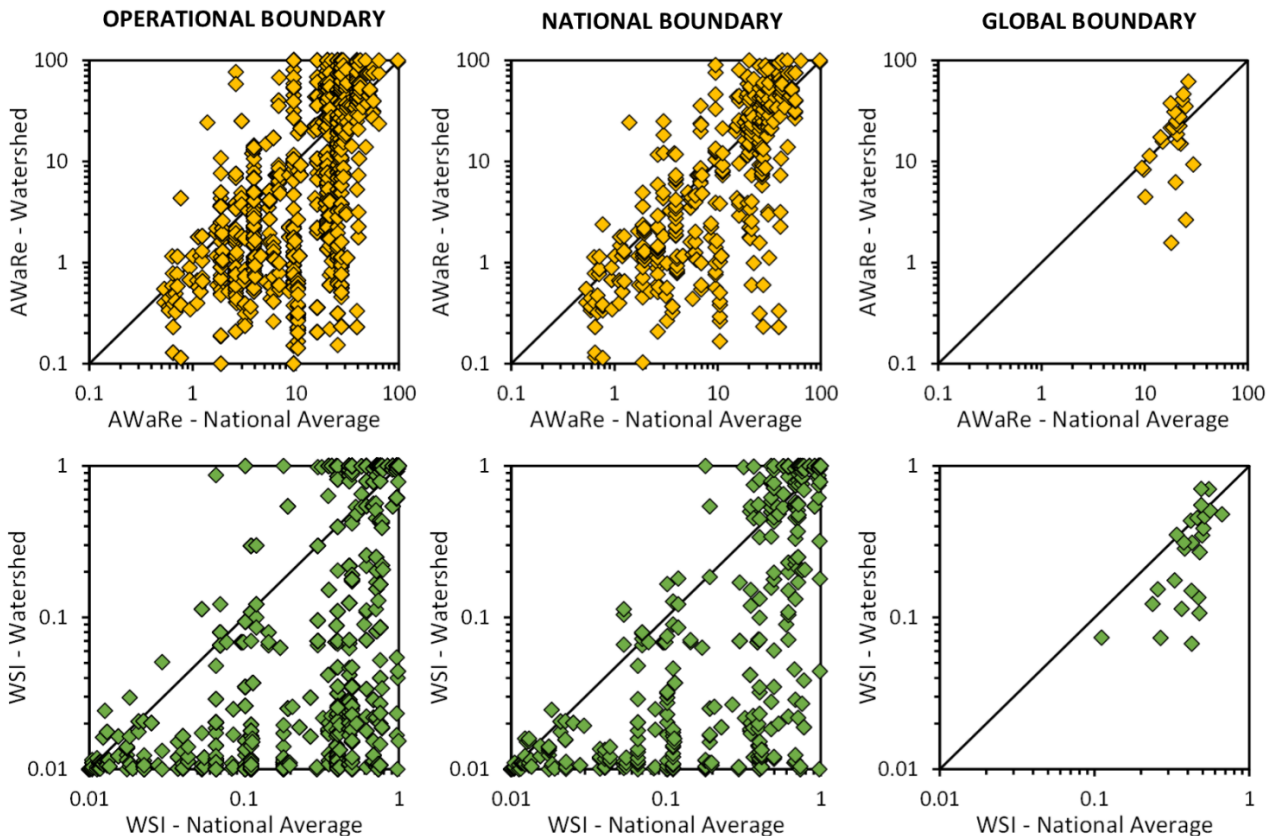 OPERATIONAL BOUNDARY
NATIONAL BOUNDARY
GLOBAL BOUNDARY
AWaRe - Watershed
100
10
1
0.1
0.1 1 10 100
AWaRe - National Average
AWaRe - Watershed
100
10
1
0.1
0.1 1 10 100
AWaRe - National Average
AWaRe - Watershed
100
10
1
0.1
0.1 1 10 100
AWaRe - National Average
WSI - Watershed
1
0.1
0.01
0.01 0.1 1
WSI - National Average
WSI - Watershed
1
0.1
0.01
0.01 0.1 1
WSI - National Average
WSI - Watershed
1
0.1
0.01
0.01 0.1 1
WSI - National Average